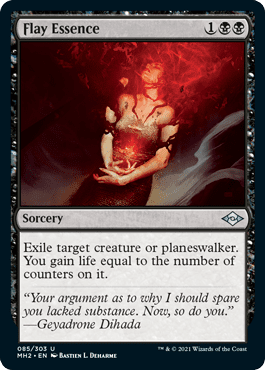 Flay Essence 1
Sorcery
Exile target creature or planeswalker.
You gain life equal to the number of
counters on it.
“Your argument as to why I should spare
you lacked substance. Now, so do you.”
—Geyadrone Dihada
085/303 U
MH2 • EN Bastien L. Deharme
™ & © 2021 Wizards of the Coast